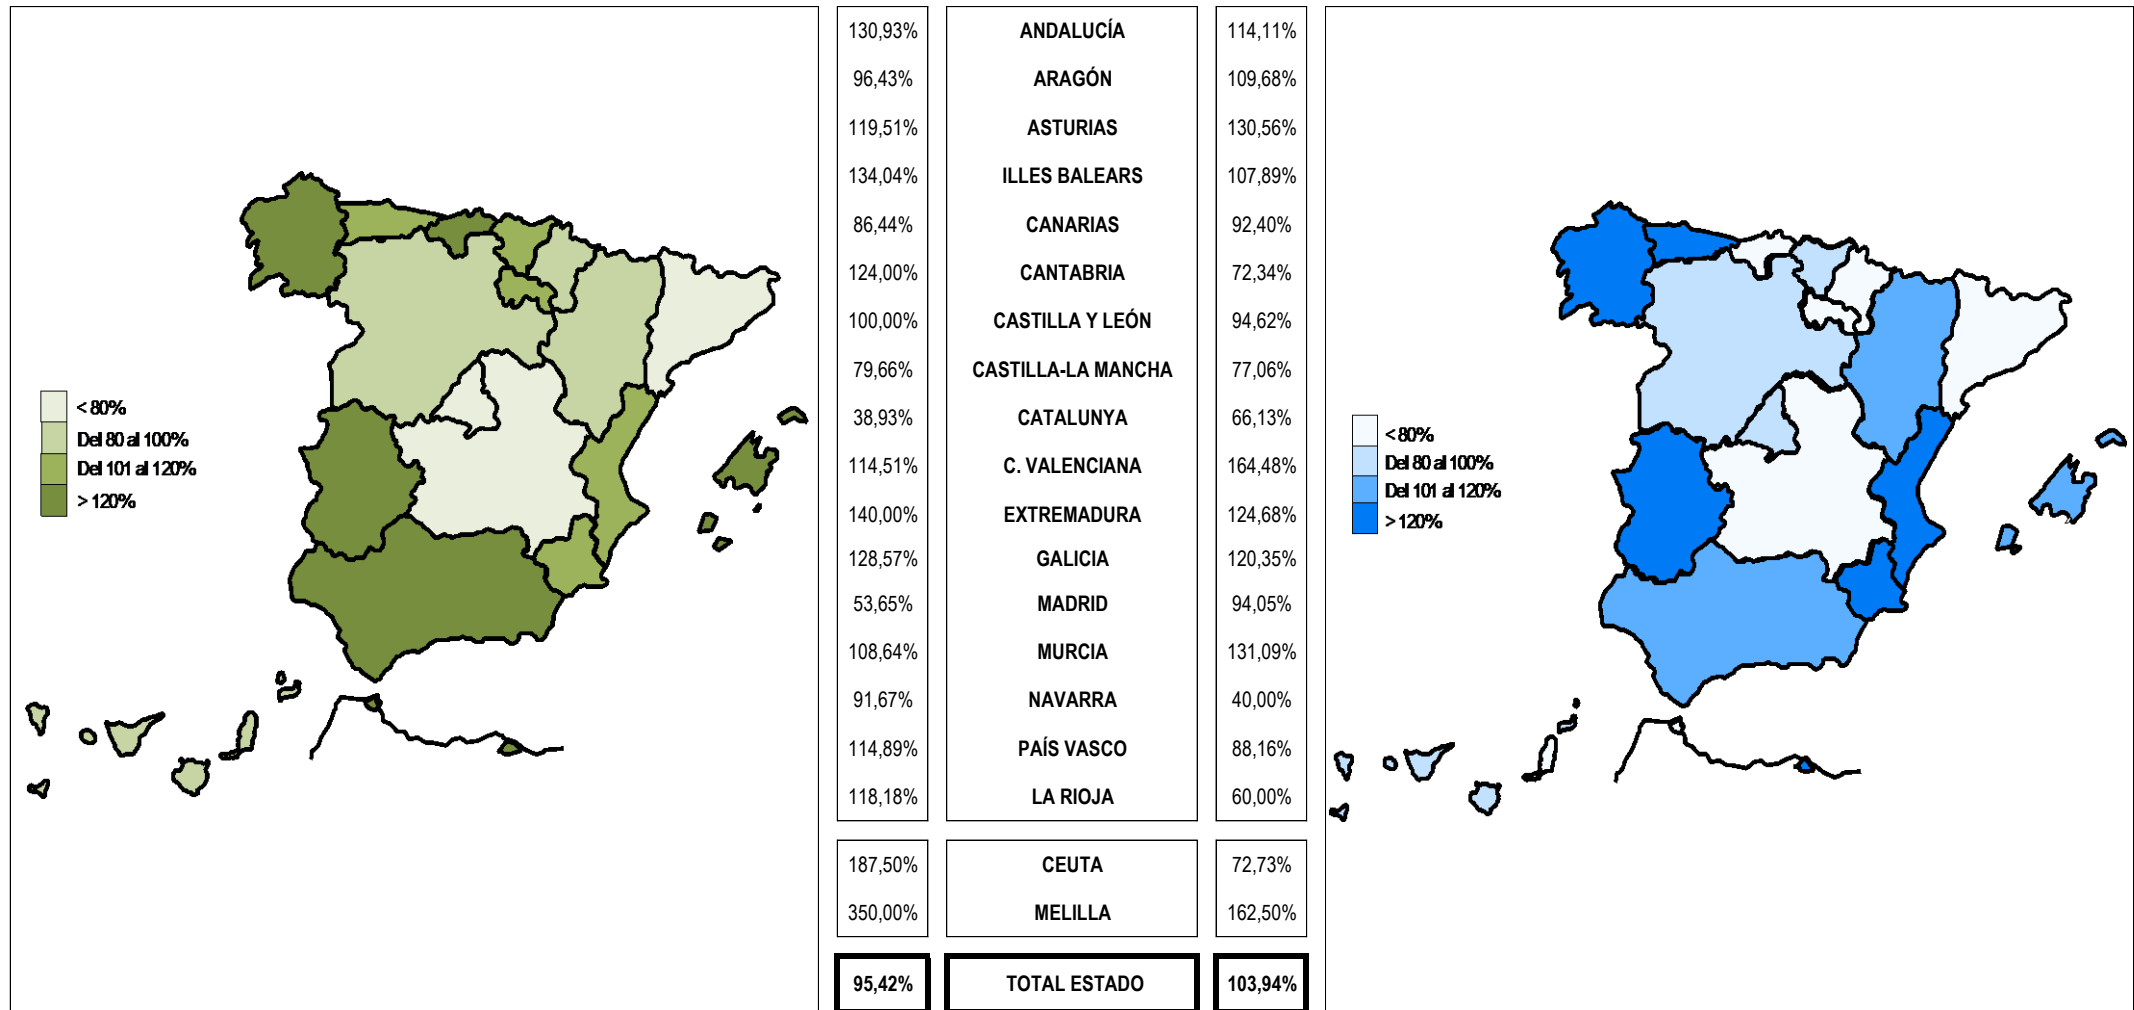 130,93% ANDALUCÍA 114,11%
96,43% ARAGÓN 109,68%
119,51% ASTURIAS 130,56%
134,04% ILLES BALEARS 107,89%
86,44% CANARIAS 92,40%
124,00% CANTABRIA 72,34%
100,00% CASTILLA Y LEÓN 94,62%
79,66% CASTILLA-LA MANCHA 77,06%
38,93% CATALUNYA 66,13%
114,51% C. VALENCIANA 164,48%
140,00% EXTREMADURA 124,68%
128,57% GALICIA 120,35%
53,65% MADRID 94,05%
108,64% MURCIA 131,09%
91,67% NAVARRA 40,00%
114,89% PAÍS VASCO 88,16%
118,18% LA RIOJA 60,00%
187,50% CEUTA 72,73%
350,00% MELILLA 162,50%
95,42% TOTAL ESTADO 103,94%
< 80%
Del 80 al 100%
Del 101 al 120%
> 120%
< 80%
Del 80 al 100%
Del 101 al 120%
> 120%